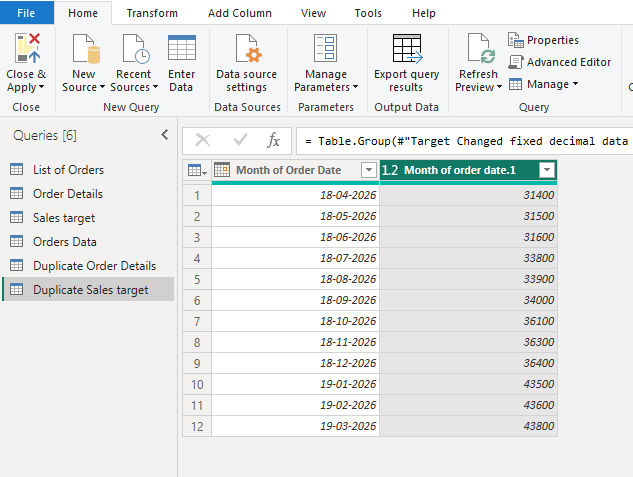 File Home Transform Add Column View Tools Help
Close & Apply New Source Recent Sources Enter Data Data source settings Manage Parameters Export query results Refresh Preview Properties Advanced Editor Manage
Close New Query Data Sources Parameters Output Data Query
Queries [6]
fx = Table.Group(#"Target Changed fixed decimal data
List of Orders
Order Details
Sales target
Orders Data
Duplicate Order Details
Duplicate Sales target
Month of Order Date 1.2 Month of order date.1
1 18-04-2026 31400
2 18-05-2026 31500
3 18-06-2026 31600
4 18-07-2026 33800
5 18-08-2026 33900
6 18-09-2026 34000
7 18-10-2026 36100
8 18-11-2026 36300
9 18-12-2026 36400
10 19-01-2026 43500
11 19-02-2026 43600
12 19-03-2026 43800